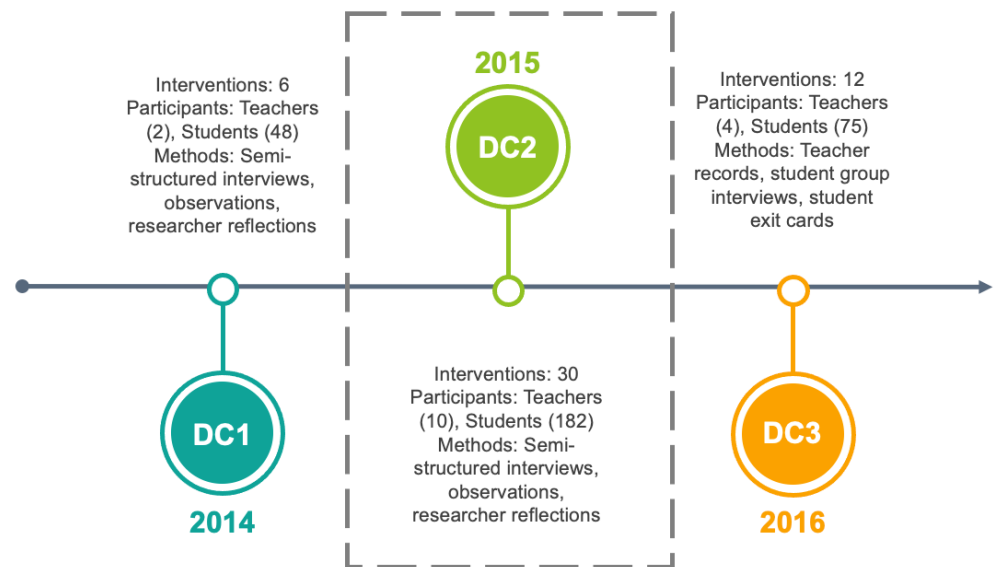 Interventions: 6
Participants: Teachers
(2), Students (48)
Methods: Semi-
structured interviews,
observations,
researcher reflections
DC1
2014
2015
DC2
Interventions: 30
Participants: Teachers
(10), Students (182)
Methods: Semi-
structured interviews,
observations,
researcher reflections
Interventions: 12
Participants: Teachers
(4), Students (75)
Methods: Teacher
records, student group
interviews, student
exit cards
DC3
2016